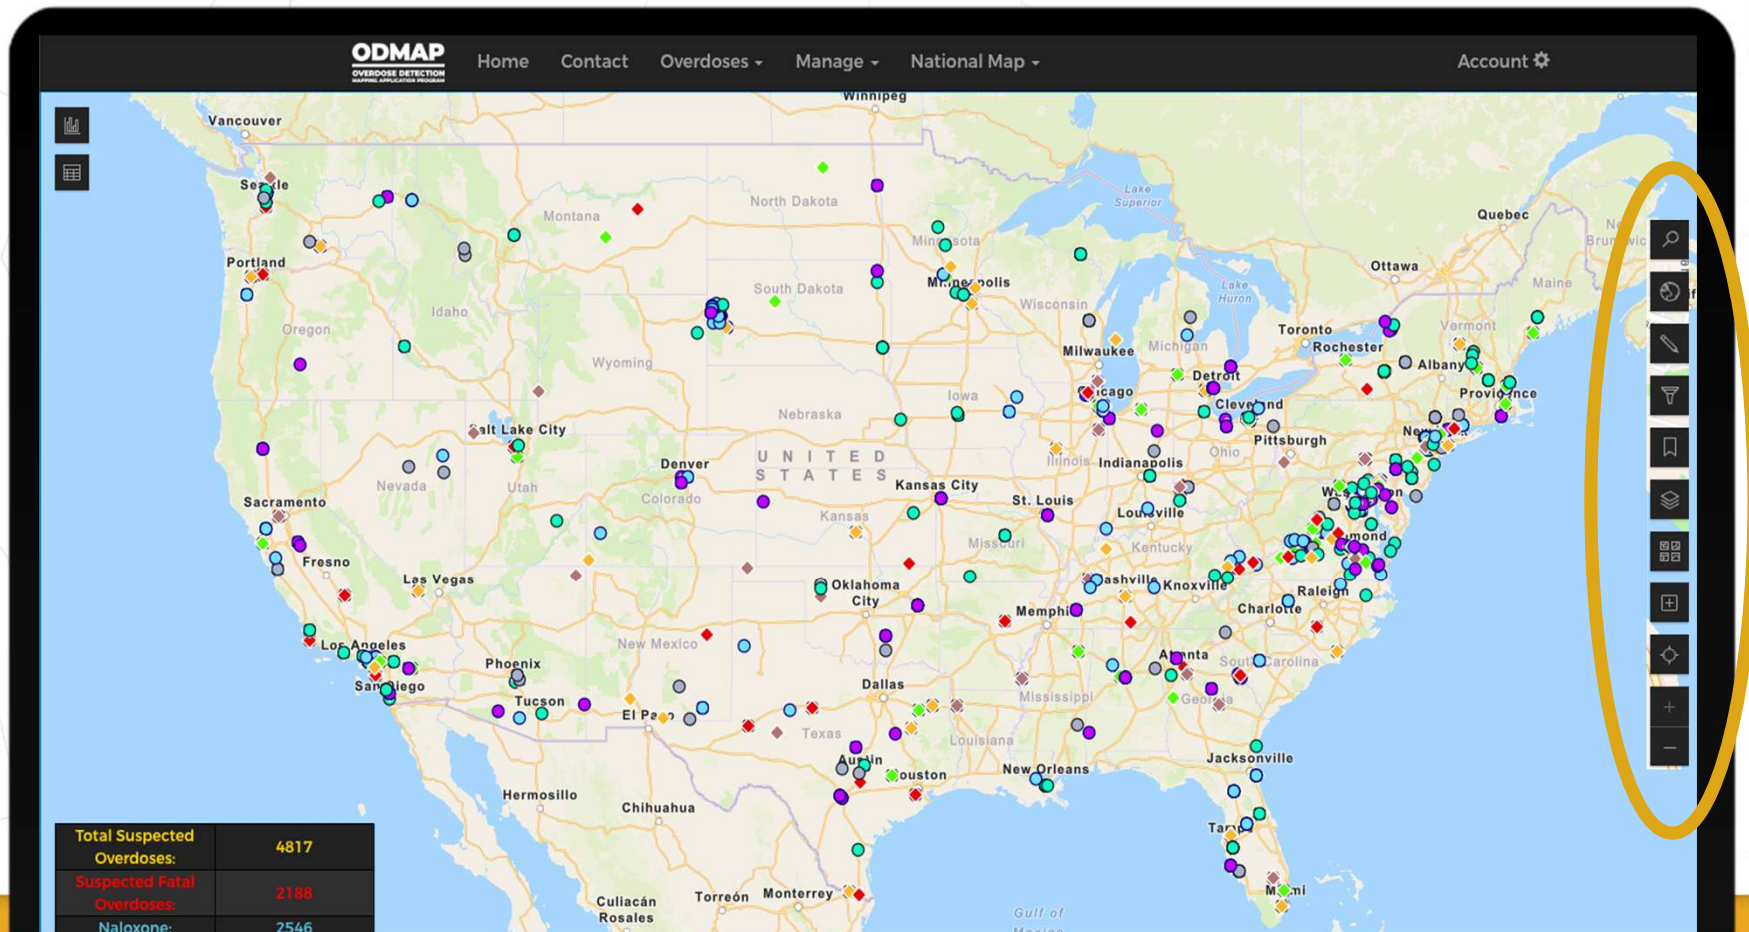 ODMAP
OVERDOSE DETECTION
MAPPING APPLICATION PROGRAM
Home
Contact
Overdoses
Manage
National Map
Account
Winnipeg
Vancouver
Lake
Superior
North Dakota
Montana
Quebec
Portland
Minneapolis
Ottawa
Maine
South Dakota
Wisconsin
Lake
Huron
Idaho
Oregon
Toronto
Vermont
Rochester
Wyoming
Milwaukee
Michigan
Albany
Detroit
Providence
Iowa
Cleveland
Nebraska
Salt Lake City
Pittsburgh
UNITED
STATES
Denver
Illinois
Indianapolis
Ohio
Nevada
Utah
Colorado
Kansas City
St. Louis
Sacramento
Kansas
Louisville
Missouri
Kentucky
Fresno
Las Vegas
Oklahoma
City
Nashville
Knoxville
Raleigh
Memphis
Charlotte
Los Angeles
New Mexico
Phoenix
Atlanta
South Carolina
San Diego
Dallas
Mississippi
Georgia
Tucson
El Paso
Texas
Louisiana
Austin
Houston
New Orleans
Jacksonville
Hermosillo
Chihuahua
Tampa
Total Suspected
Overdoses:
4817
Suspected Fatal
Overdoses:
2188
Naloxone:
2546
Culiacán
Rosales
Torreón
Monterrey
Miami
Gulf of
Mexico